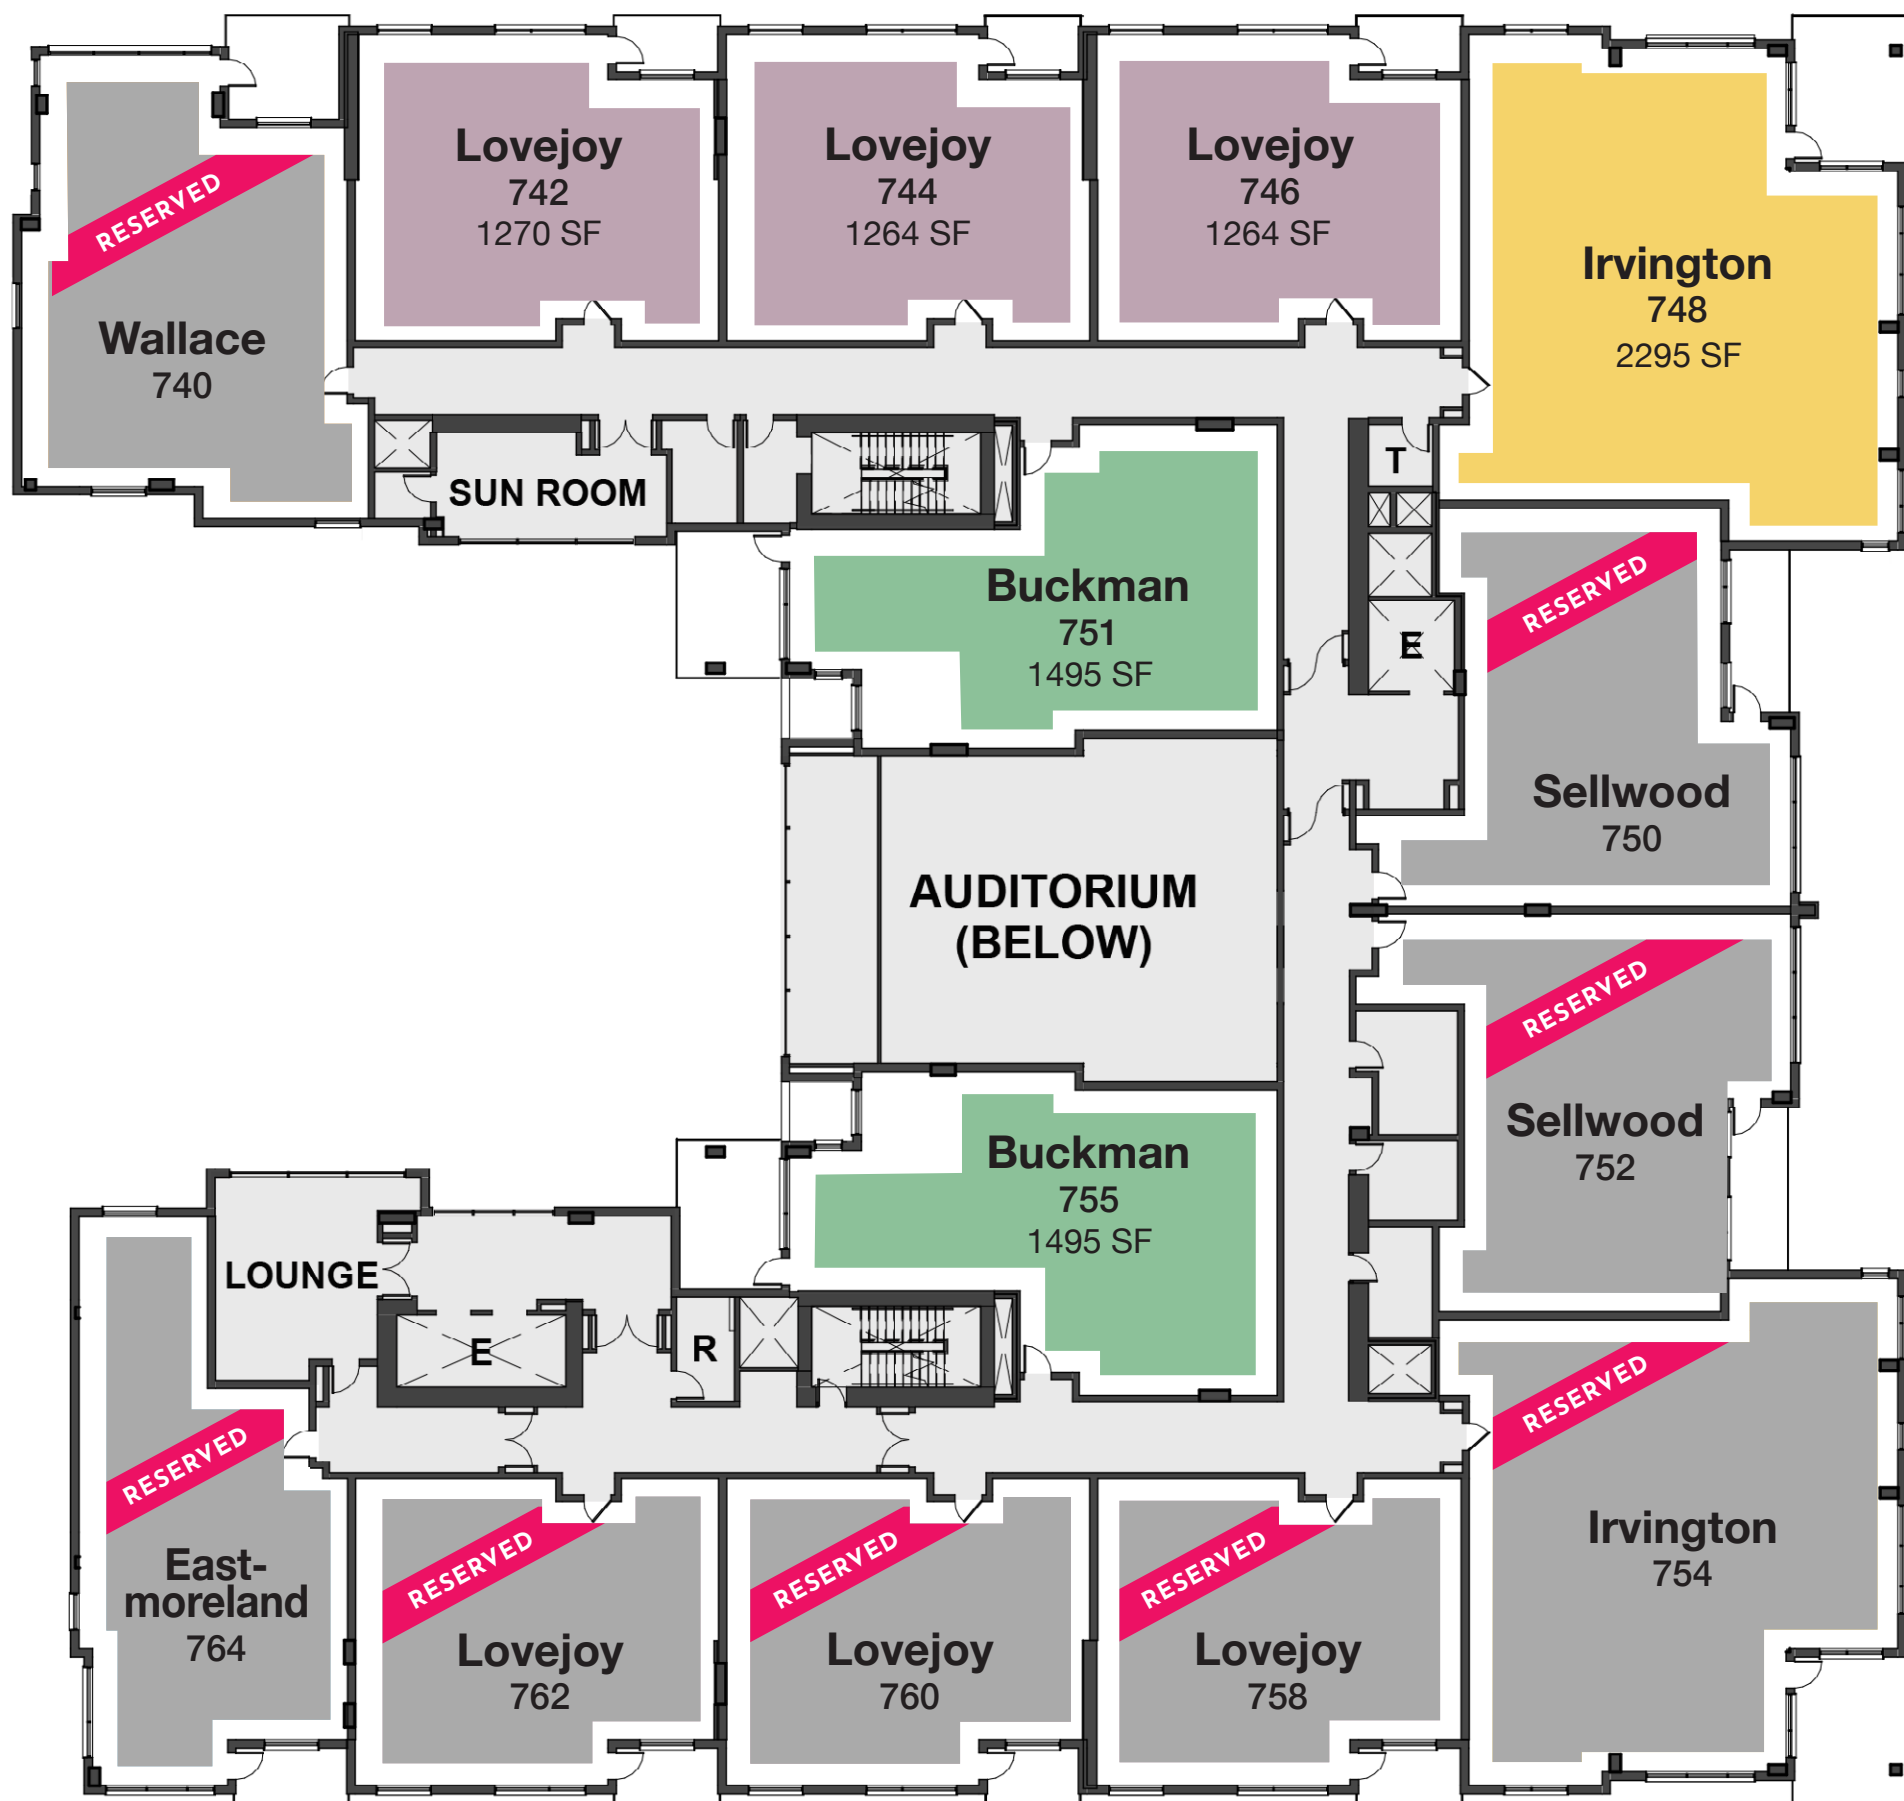 RESERVED
Wallace
740
Lovejoy
742
1270 SF
Lovejoy
744
1264 SF
Lovejoy
746
1264 SF
Irvington
748
2295 SF
SUN ROOM
T
E
Buckman
751
1495 SF
RESERVED
Sellwood
750
AUDITORIUM
(BELOW)
RESERVED
Sellwood
752
Buckman
755
1495 SF
LOUNGE
E
R
RESERVED
East-
moreland
764
RESERVED
Lovejoy
762
RESERVED
Lovejoy
760
RESERVED
Lovejoy
758
RESERVED
Irvington
754